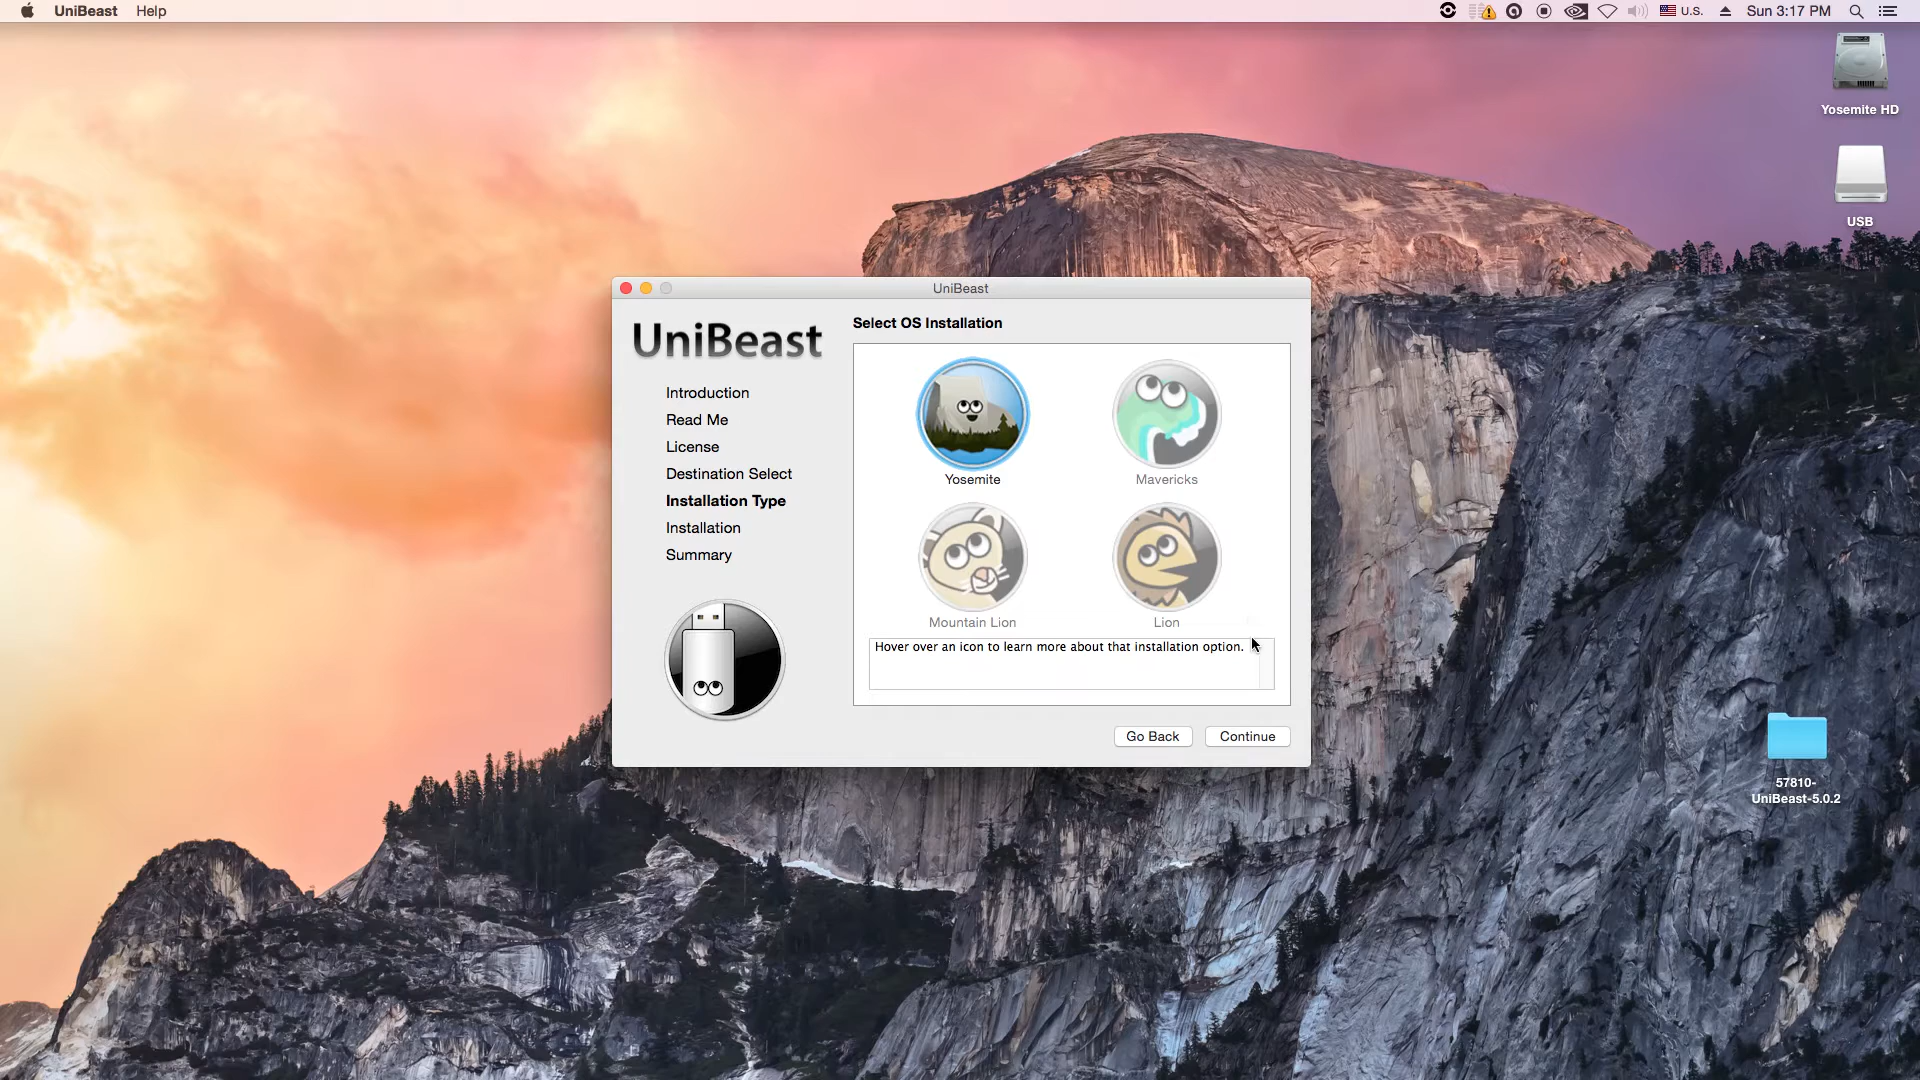 UniBeast Help
U.S. Sun 3:17 PM
Yosemite HD
USB
UniBeast
UniBeast
Introduction
Read Me
License
Destination Select
Installation Type
Installation
Summary
Select OS Installation
Yosemite
Mavericks
Mountain Lion
Lion
Hover over an icon to learn more about that installation option.
Go Back
Continue
57810-
UniBeast-5.0.2